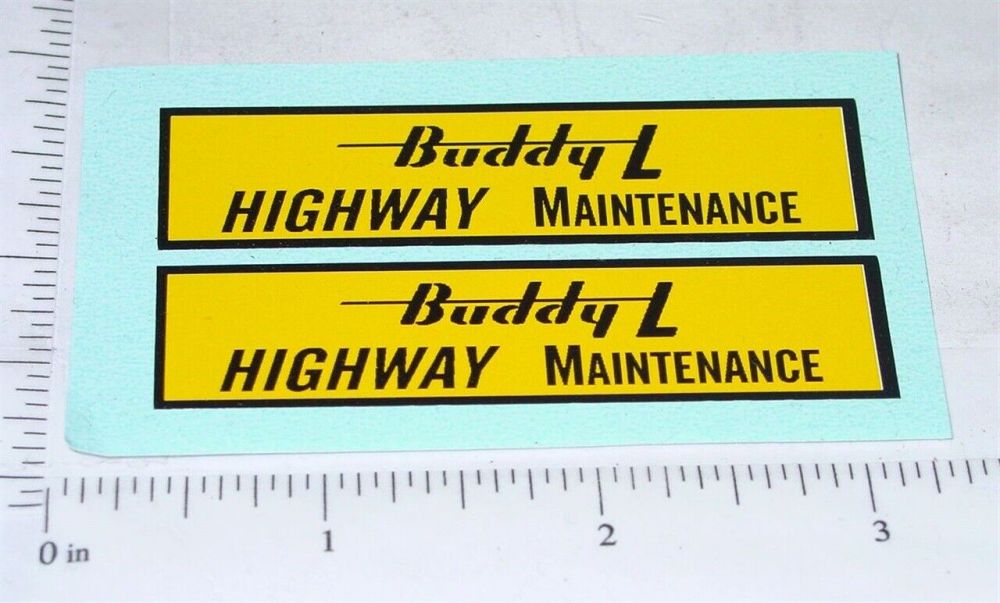 Buddy L
HIGHWAY MAINTENANCE
Buddy L
HIGHWAY MAINTENANCE
0 in 1 2 3